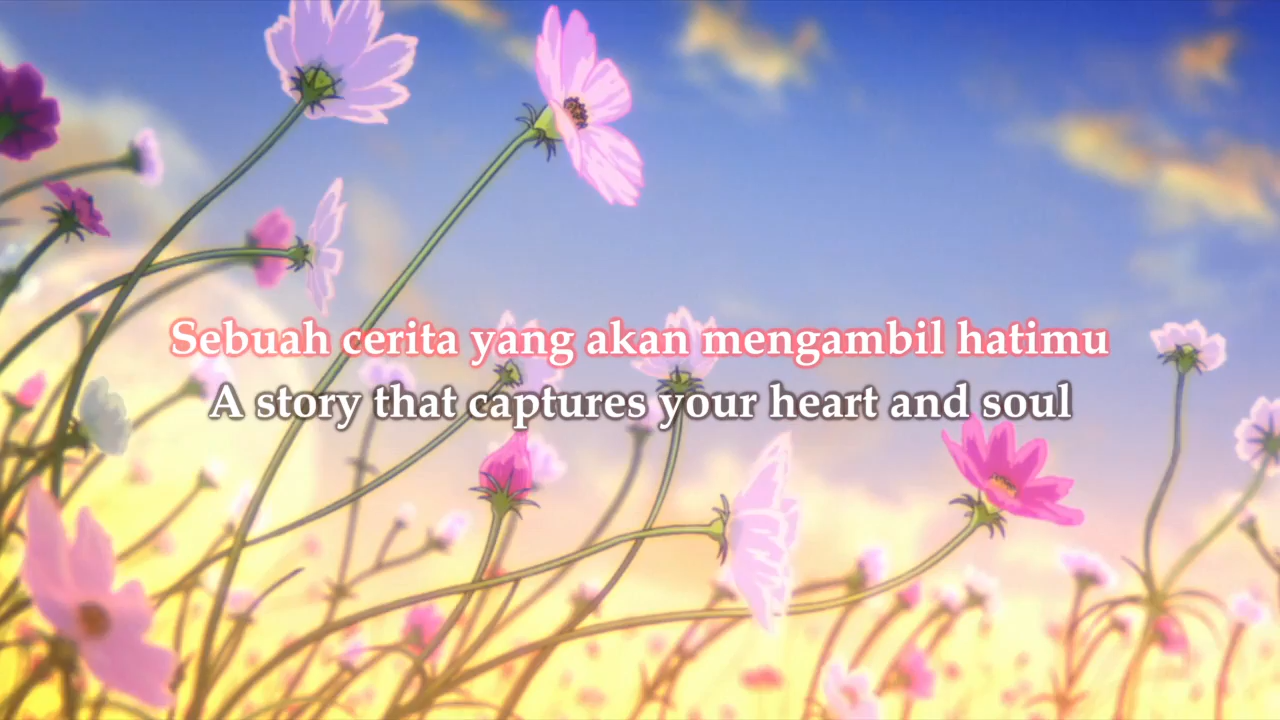 Sebuah cerita yang akan mengambil hatimu
A story that captures your heart and soul